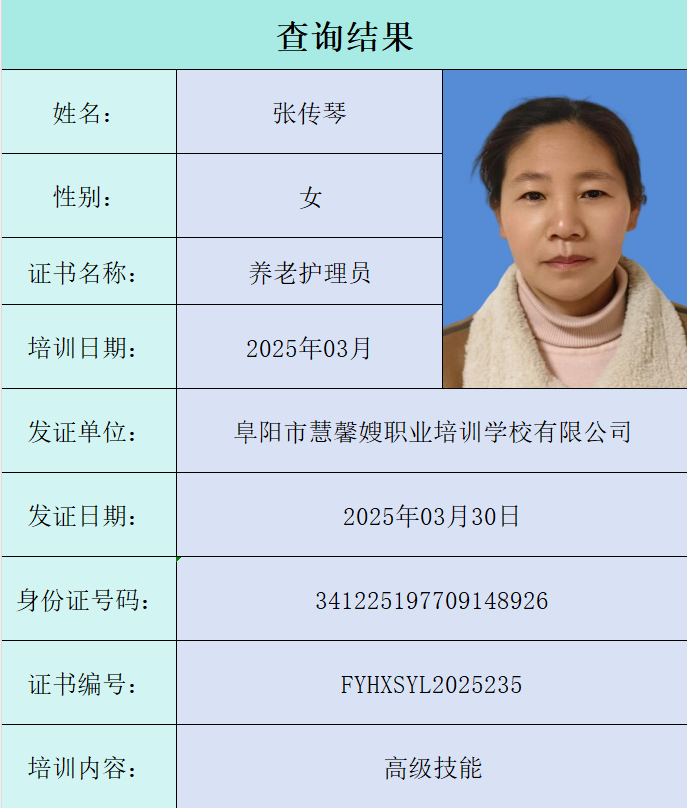 查询结果
姓名： 张传琴
性别： 女
证书名称： 养老护理员
培训日期： 2025年03月
发证单位： 阜阳市慧馨嫂职业培训学校有限公司
发证日期： 2025年03月30日
身份证号码： 341225197709148926
证书编号： FYHXSYL2025235
培训内容： 高级技能